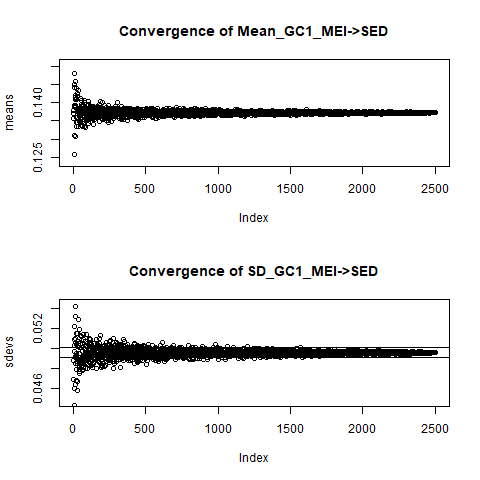 Convergence of Mean_GC1_MEI->SED
means
0.125 0.140
0 500 1000 1500 2000 2500
Index
Convergence of SD_GC1_MEI->SED
sdevs
0.046 0.052
0 500 1000 1500 2000 2500
Index